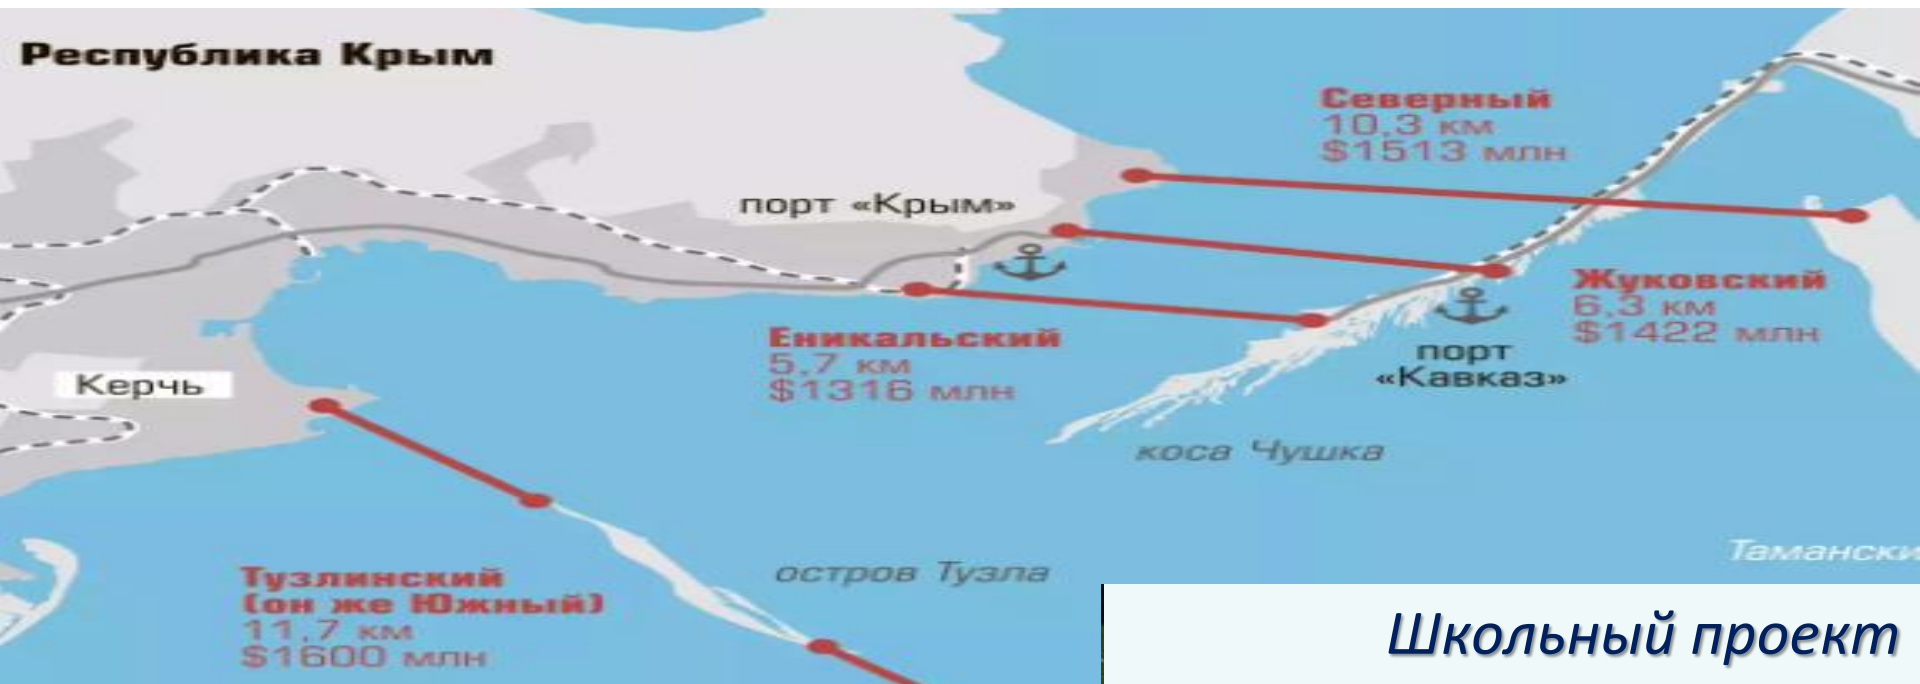 Республика Крым
Северный
10,3 км
$1513 млн
порт «Крым»
Жуковский
6,3 км
$1422 млн
Еникальский
5,7 км
$1316 млн
порт
«Кавказ»
Керчь
коса Чушка
Тамански
остров Тузла
Тузлинский
(он же Южный)
11,7 км
$1600 млн
Школьный проект